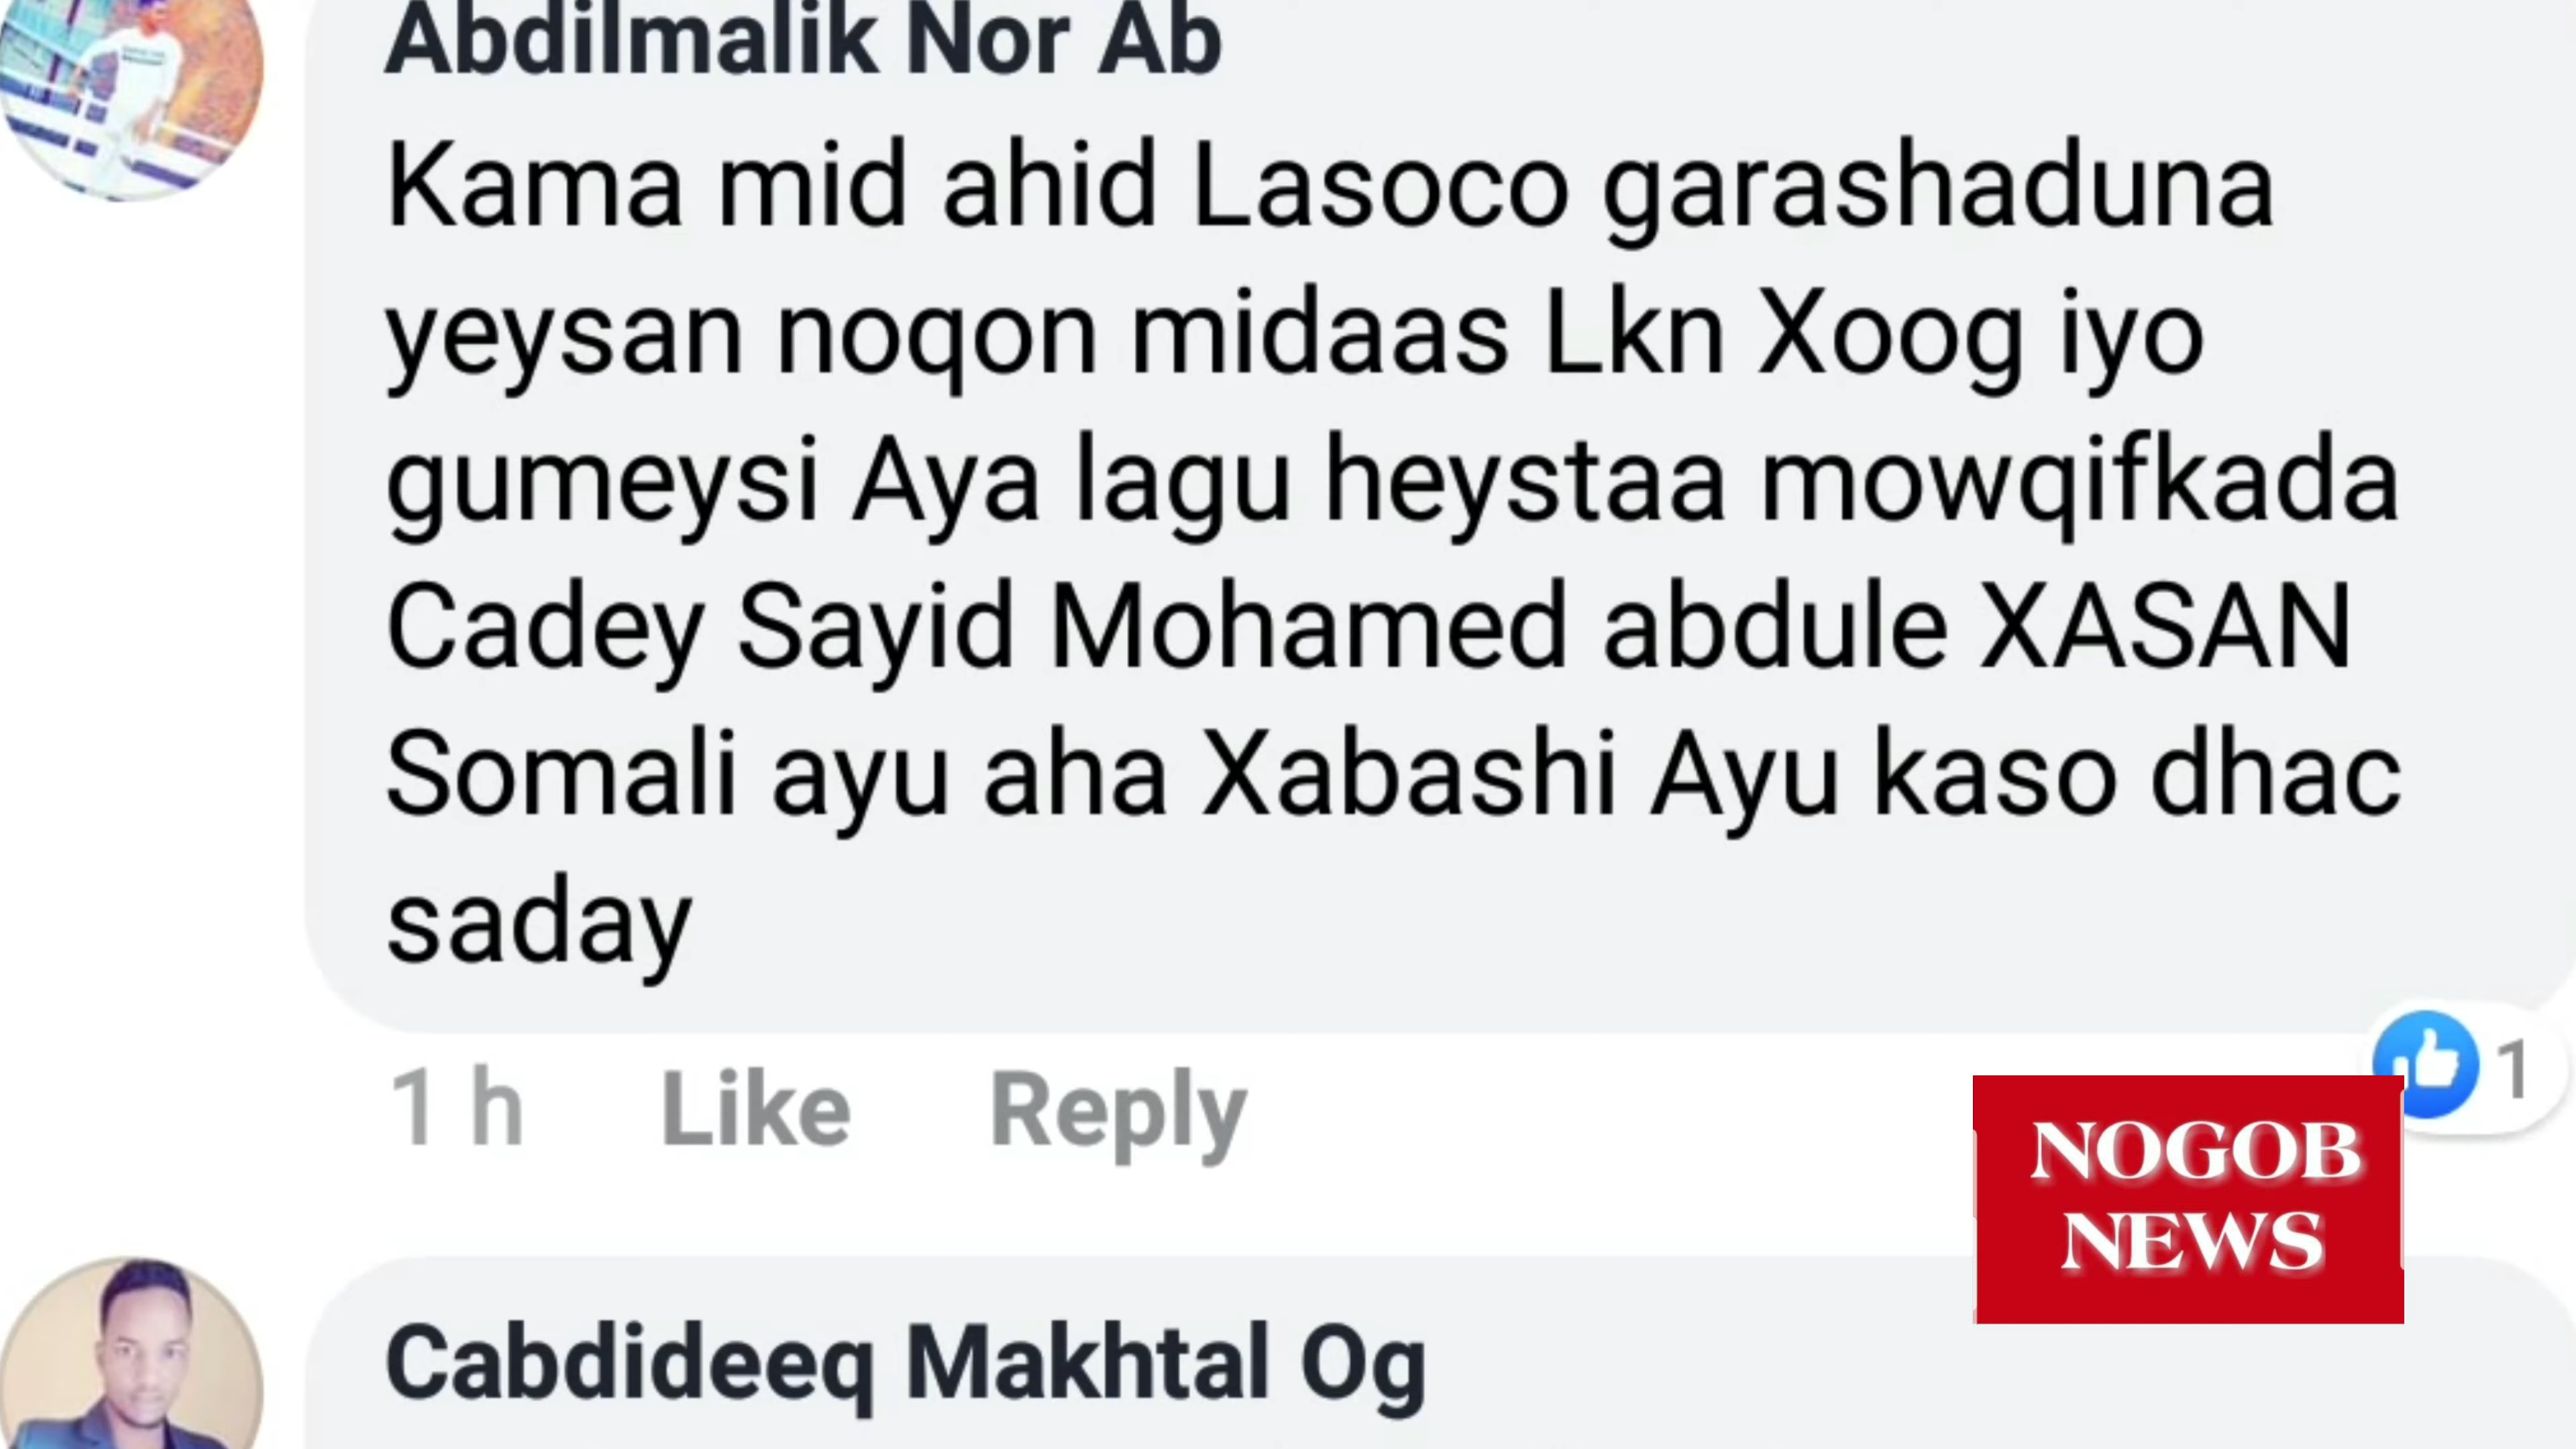 Abdilmalik Nor Ab
Kama mid ahid Lasoco garashaduna
yeysan noqon midaas Lkn Xoog iyo
gumeysi Aya lagu heystaa mowqifkada
Cadey Sayid Mohamed abdule XASAN
Somali ayu aha Xabashi Ayu kaso dhac
saday
1 h Like Reply
1
NOGOB
NEWS
Cabdideeq Makhtal Og